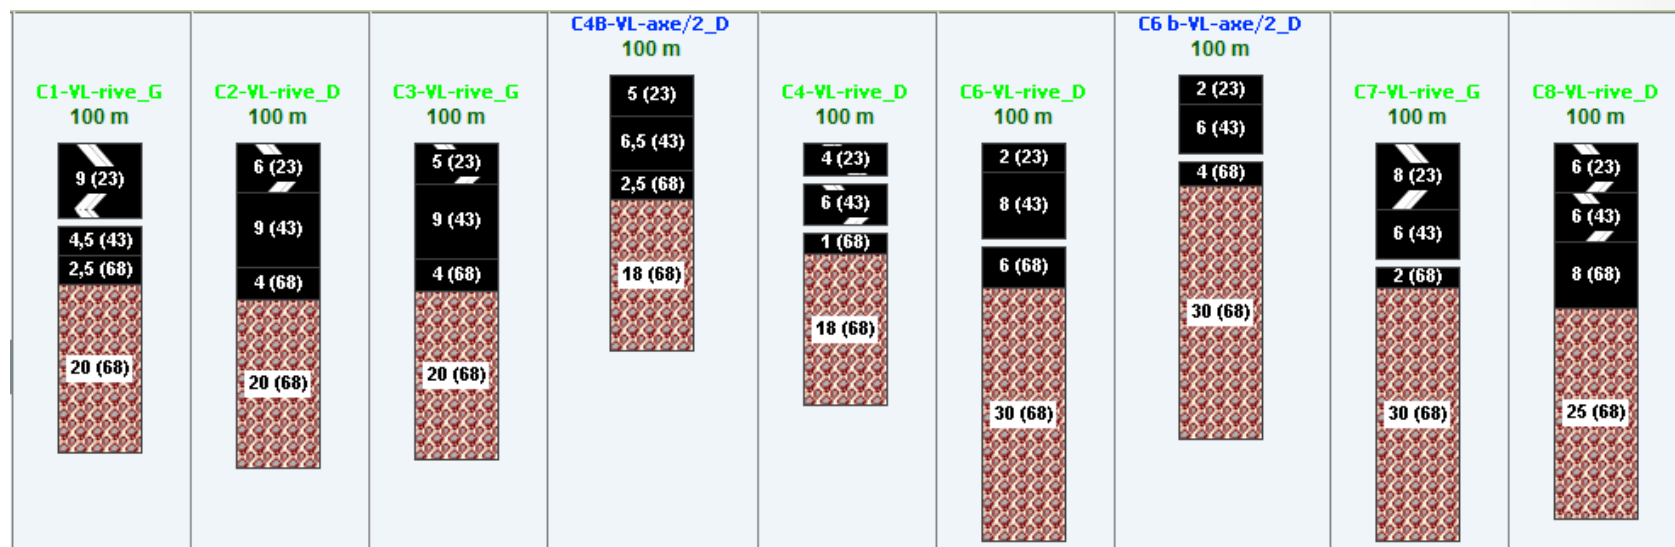 C1-VL-rive_G
100 m
9 (23)
4,5 (43)
2,5 (68)
20 (68)
C2-VL-rive_D
100 m
6 (23)
9 (43)
4 (68)
20 (68)
C3-VL-rive_G
100 m
5 (23)
9 (43)
4 (68)
20 (68)
C4B-VL-axe/2_D
100 m
5 (23)
6,5 (43)
2,5 (68)
18 (68)
C4-VL-rive_D
100 m
4 (23)
6 (43)
1 (68)
18 (68)
C6-VL-rive_D
100 m
2 (23)
8 (43)
6 (68)
30 (68)
C6 b-VL-axe/2_D
100 m
2 (23)
6 (43)
4 (68)
30 (68)
C7-VL-rive_G
100 m
8 (23)
6 (43)
2 (68)
30 (68)
C8-VL-rive_D
100 m
6 (23)
6 (43)
8 (68)
25 (68)